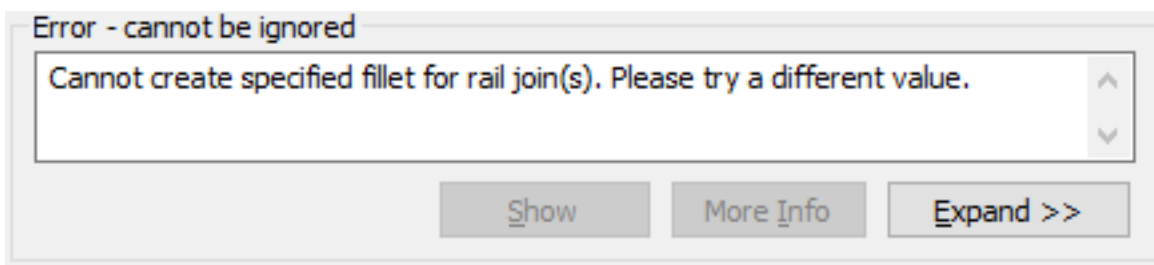 Error - cannot be ignored
Cannot create specified fillet for rail join(s). Please try a different value.
Show More Info Expand >>